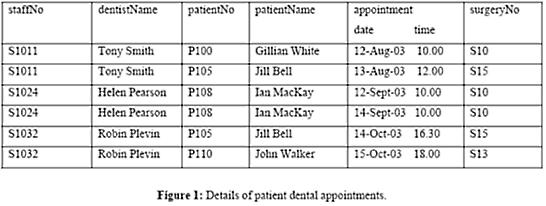 staffNo dentistName patientNo patientName appointment surgeryNo
date time
S1011 Tony Smith P100 Gillian White 12-Aug-03 10.00 S10
S1011 Tony Smith P105 Jill Bell 13-Aug-03 12.00 S15
S1024 Helen Pearson P108 Ian MacKay 12-Sept-03 10.00 S10
S1024 Helen Pearson P108 Ian MacKay 14-Sept-03 10.00 S10
S1032 Robin Plevin P105 Jill Bell 14-Oct-03 16.30 S15
S1032 Robin Plevin P110 John Walker 15-Oct-03 18.00 S13
Figure 1: Details of patient dental appointments.